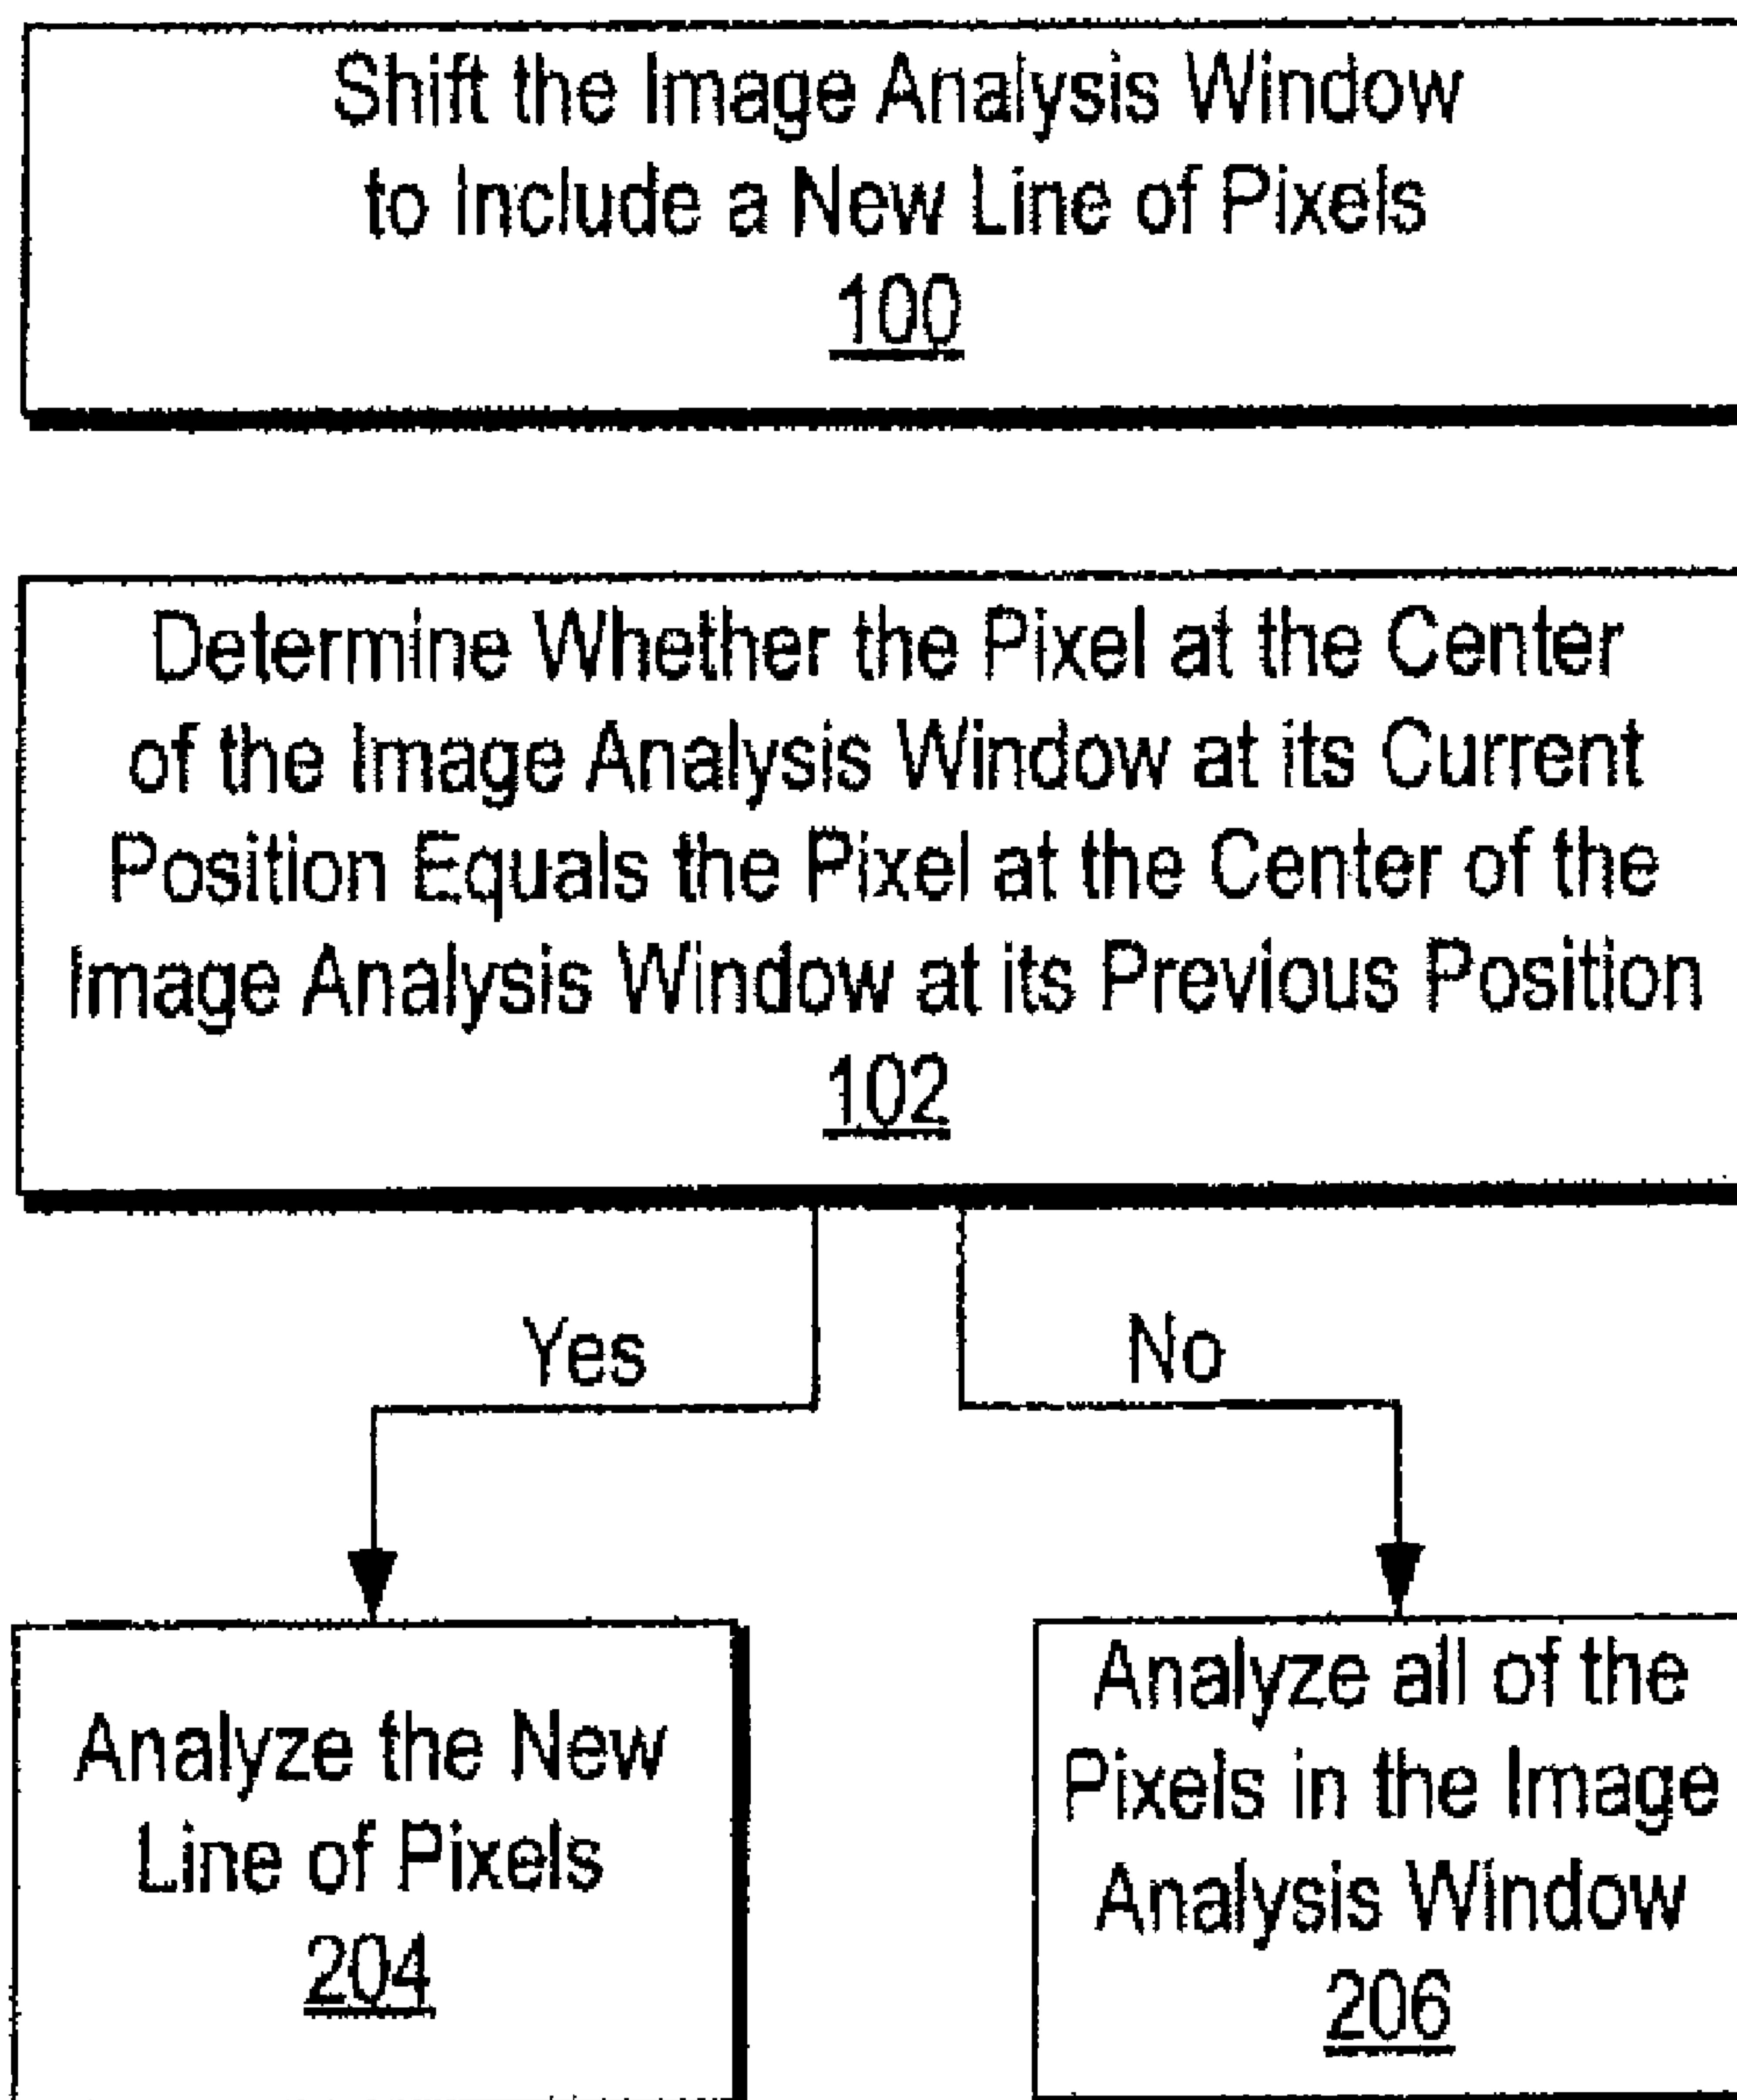 Shift the Image Analysis Window
to Include a New Line of Pixels
100
Determine Whether the Pixel at the Center
of the Image Analysis Window at its Current
Position Equals the Pixel at the Center of the
Image Analysis Window at its Previous Position
102
Yes
No
Analyze the New
Line of Pixels
204
Analyze all of the
Pixels in the Image
Analysis Window
206